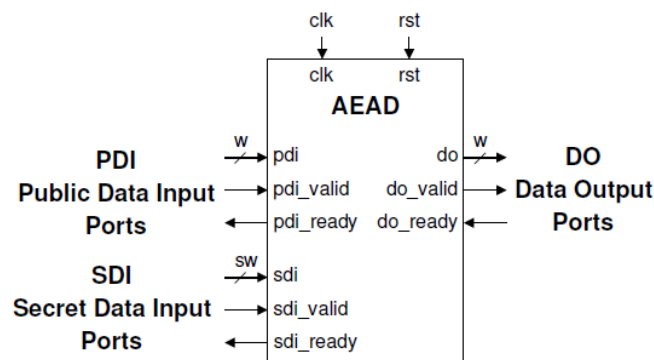 clk rst
clk rst
AEAD
w
PDI
Public Data Input
Ports
pdi
pdi_valid
pdi_ready
do
do_valid
do_ready
w
DO
Data Output
Ports
sw
SDI
Secret Data Input
Ports
sdi
sdi_valid
sdi_ready